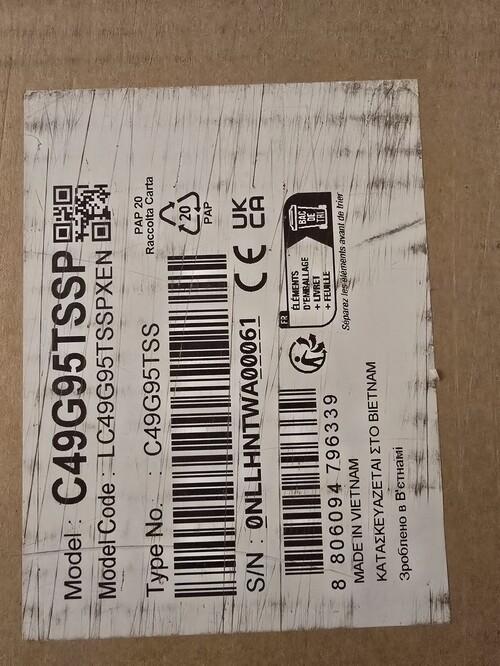 Model : C49G95TSSP
Model Code : LC49G95TSSPXEN
Type No. : C49G95TSS
PAP 20
Raccolta Carta
20
PAP
S/N : 0NLLHNTWA00061
CE
UK
CA
FR
ÉLÉMENTS
D'EMBALLAGE
+ LIVRET
+ FEUILLE
BAC
DE
TRI
Séparez les éléments avant de trier
8 806094 796339
MADE IN VIETNAM
ΚΑΤΑΣΚΕΥΑΖΕΤΑΙ ΣΤΟ ΒΙΕΤΝΑΜ
Зроблено в В'єтнамі